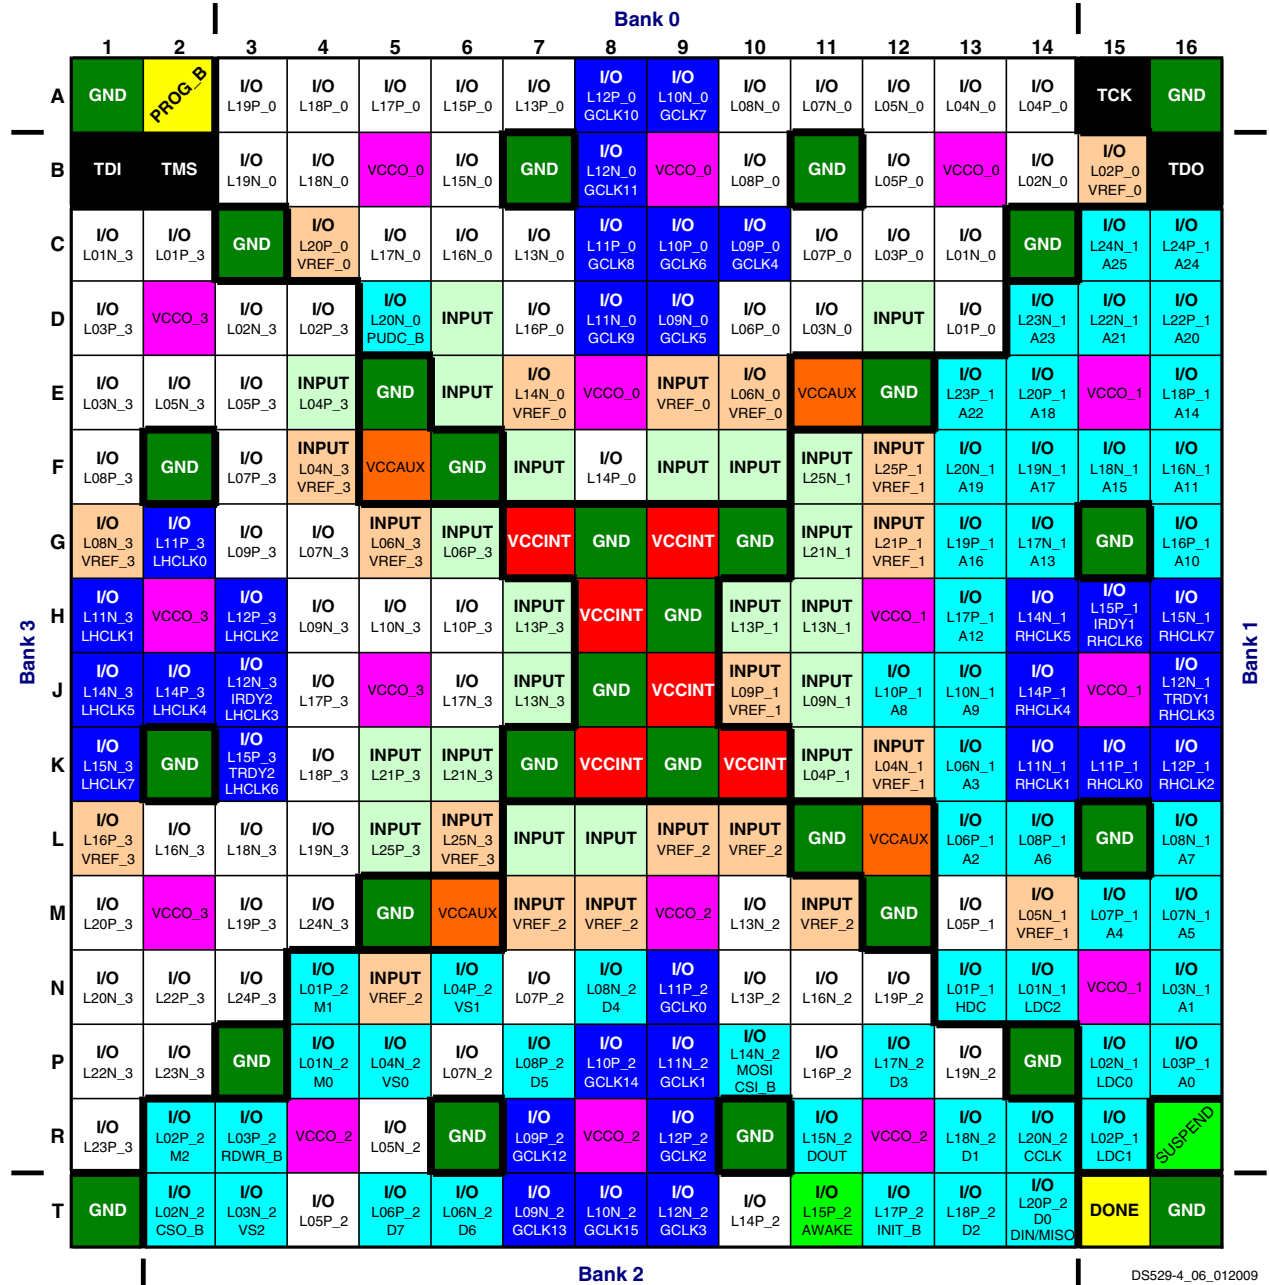 Bank 0
1 2 3 4 5 6 7 8 9 10 11 12 13 14 15 16
A GND PROG_B I/O L19P_0 I/O L18P_0 I/O L17P_0 I/O L15P_0 I/O L13P_0 I/O L12P_0 GCLK10 I/O L10N_0 GCLK7 I/O L08N_0 I/O L07N_0 I/O L05N_0 I/O L04N_0 I/O L04P_0 TCK GND
B TDI TMS I/O L19N_0 I/O L18N_0 VCCO_0 I/O L15N_0 GND I/O L12N_0 GCLK11 VCCO_0 I/O L08P_0 GND I/O L05P_0 VCCO_0 I/O L02N_0 I/O L02P_0 VREF_0 TDO
C I/O L01N_3 I/O L01P_3 GND I/O L20P_0 VREF_0 I/O L17N_0 I/O L16N_0 I/O L13N_0 I/O L11P_0 GCLK8 I/O L10P_0 GCLK6 I/O L09P_0 GCLK4 I/O L07P_0 I/O L03P_0 I/O L01N_0 GND I/O L24N_1 A25 I/O L24P_1 A24
D I/O L03P_3 VCCO_3 I/O L02N_3 I/O L02P_3 I/O L20N_0 PUDC_B INPUT I/O L16P_0 I/O L11N_0 GCLK9 I/O L09N_0 GCLK5 I/O L06P_0 I/O L03N_0 INPUT I/O L01P_0 I/O L23N_1 A23 I/O L22N_1 A21 I/O L22P_1 A20
E I/O L03N_3 I/O L05N_3 I/O L05P_3 INPUT L04P_3 GND INPUT I/O L14N_0 VREF_0 VCCO_0 INPUT VREF_0 I/O L06N_0 VREF_0 VCCAUX GND I/O L23P_1 A22 I/O L20P_1 A18 VCCO_1 I/O L18P_1 A14
F I/O L08P_3 GND I/O L07P_3 INPUT L04N_3 VREF_3 VCCAUX GND INPUT I/O L14P_0 INPUT INPUT INPUT L25N_1 INPUT L25P_1 VREF_1 I/O L20N_1 A19 I/O L19N_1 A17 I/O L18N_1 A15 I/O L16N_1 A11
G I/O L08N_3 VREF_3 I/O L11P_3 LHCLK0 I/O L09P_3 I/O L07N_3 INPUT L06N_3 VREF_3 INPUT L06P_3 VCCINT GND VCCINT GND INPUT L21N_1 INPUT L21P_1 VREF_1 I/O L19P_1 A16 I/O L17N_1 A13 GND I/O L16P_1 A10
H I/O L11N_3 LHCLK1 VCCO_3 I/O L12P_3 LHCLK2 I/O L09N_3 I/O L10N_3 I/O L10P_3 INPUT L13P_3 VCCINT GND INPUT L13P_1 INPUT L13N_1 VCCO_1 I/O L17P_1 A12 I/O L14N_1 RHCLK5 I/O L15P_1 IRDY1 RHCLK6 I/O L15N_1 RHCLK7
Bank 3
Bank 1
J I/O L14N_3 LHCLK5 I/O L14P_3 LHCLK4 I/O L12N_3 IRDY2 LHCLK3 I/O L17P_3 VCCO_3 I/O L17N_3 INPUT L13N_3 GND VCCINT INPUT L09P_1 VREF_1 INPUT L09N_1 I/O L10P_1 A8 I/O L10N_1 A9 I/O L14P_1 RHCLK4 VCCO_1 I/O L12N_1 TRDY1 RHCLK3
K I/O L15N_3 LHCLK7 GND I/O L15P_3 TRDY2 LHCLK6 I/O L18P_3 INPUT L21P_3 INPUT L21N_3 GND VCCINT GND VCCINT INPUT L04P_1 INPUT L04N_1 VREF_1 I/O L06N_1 A3 I/O L11N_1 RHCLK1 I/O L11P_1 RHCLK0 I/O L12P_1 RHCLK2
L I/O L16P_3 VREF_3 I/O L16N_3 I/O L18N_3 I/O L19N_3 INPUT L25P_3 INPUT L25N_3 VREF_3 INPUT INPUT INPUT VREF_2 INPUT VREF_2 GND VCCAUX I/O L06P_1 A2 I/O L08P_1 A6 GND I/O L08N_1 A7
M I/O L20P_3 VCCO_3 I/O L19P_3 I/O L24N_3 GND VCCAUX INPUT VREF_2 INPUT VREF_2 VCCO_2 I/O L13N_2 INPUT VREF_2 GND I/O L05P_1 I/O L05N_1 VREF_1 I/O L07P_1 A4 I/O L07N_1 A5
N I/O L20N_3 I/O L22P_3 I/O L24P_3 I/O L01P_2 M1 INPUT VREF_2 I/O L04P_2 VS1 I/O L07P_2 I/O L08N_2 D4 I/O L11P_2 GCLK0 I/O L13P_2 I/O L16N_2 I/O L19P_2 I/O L01P_1 HDC I/O L01N_1 LDC2 VCCO_1 I/O L03N_1 A1
P I/O L22N_3 I/O L23N_3 GND I/O L01N_2 M0 I/O L04N_2 VS0 I/O L07N_2 I/O L08P_2 D5 I/O L10P_2 GCLK14 I/O L11N_2 GCLK1 I/O L14N_2 MOSI CSI_B I/O L16P_2 I/O L17N_2 D3 I/O L19N_2 GND I/O L02N_1 LDC0 I/O L03P_1 A0
R I/O L23P_3 I/O L02P_2 M2 I/O L03P_2 RDWR_B VCCO_2 I/O L05N_2 GND I/O L09P_2 GCLK12 VCCO_2 I/O L12P_2 GCLK2 GND I/O L15N_2 DOUT VCCO_2 I/O L18N_2 D1 I/O L20N_2 CCLK I/O L02P_1 LDC1 SUSPEND
T GND I/O L02N_2 CSO_B I/O L03N_2 VS2 I/O L05P_2 I/O L06P_2 D7 I/O L06N_2 D6 I/O L09N_2 GCLK13 I/O L10N_2 GCLK15 I/O L12N_2 GCLK3 I/O L14P_2 I/O L15P_2 AWAKE I/O L17P_2 INIT_B I/O L18P_2 D2 I/O L20P_2 D0 DIN/MISO DONE GND
Bank 2
DS529-4_06_012009